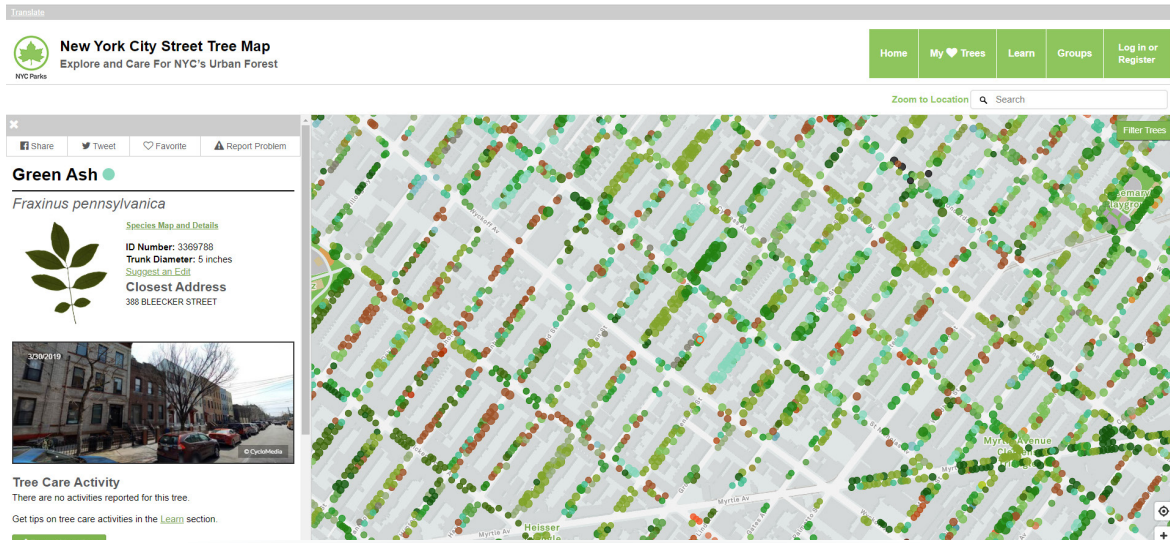 Translate
New York City Street Tree Map
Explore and Care For NYC's Urban Forest
NYC Parks
Home
My Trees
Learn
Groups
Log in or
Register
Zoom to Location
Search
Share
Tweet
Favorite
Report Problem
Filter Trees
Green Ash
Fraxinus pennsylvanica
Species Map and Details
ID Number: 3369788
Trunk Diameter: 5 inches
Suggest an Edit
Closest Address
388 BLEECKER STREET
3/30/2019
© CycloMedia
Tree Care Activity
There are no activities reported for this tree.
Get tips on tree care activities in the Learn section.
Wyckoff Av
Myrtle Avenue
Myrtle Av
Myrtle Av
Heisser